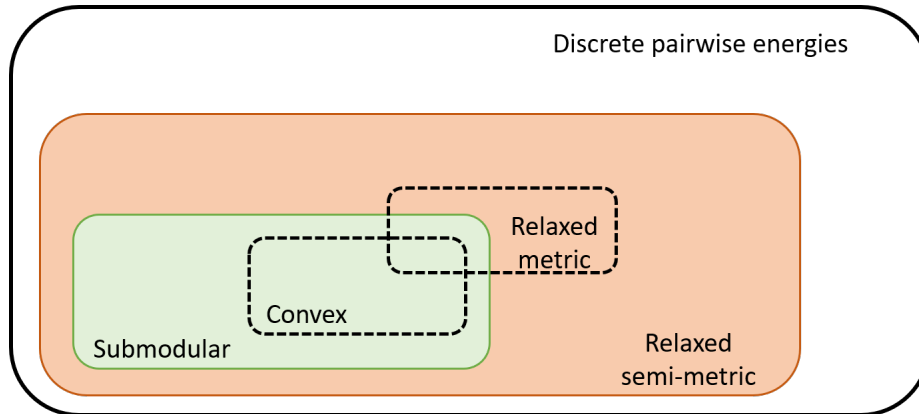 Discrete pairwise energies
Relaxed
metric
Convex
Submodular
Relaxed
semi-metric